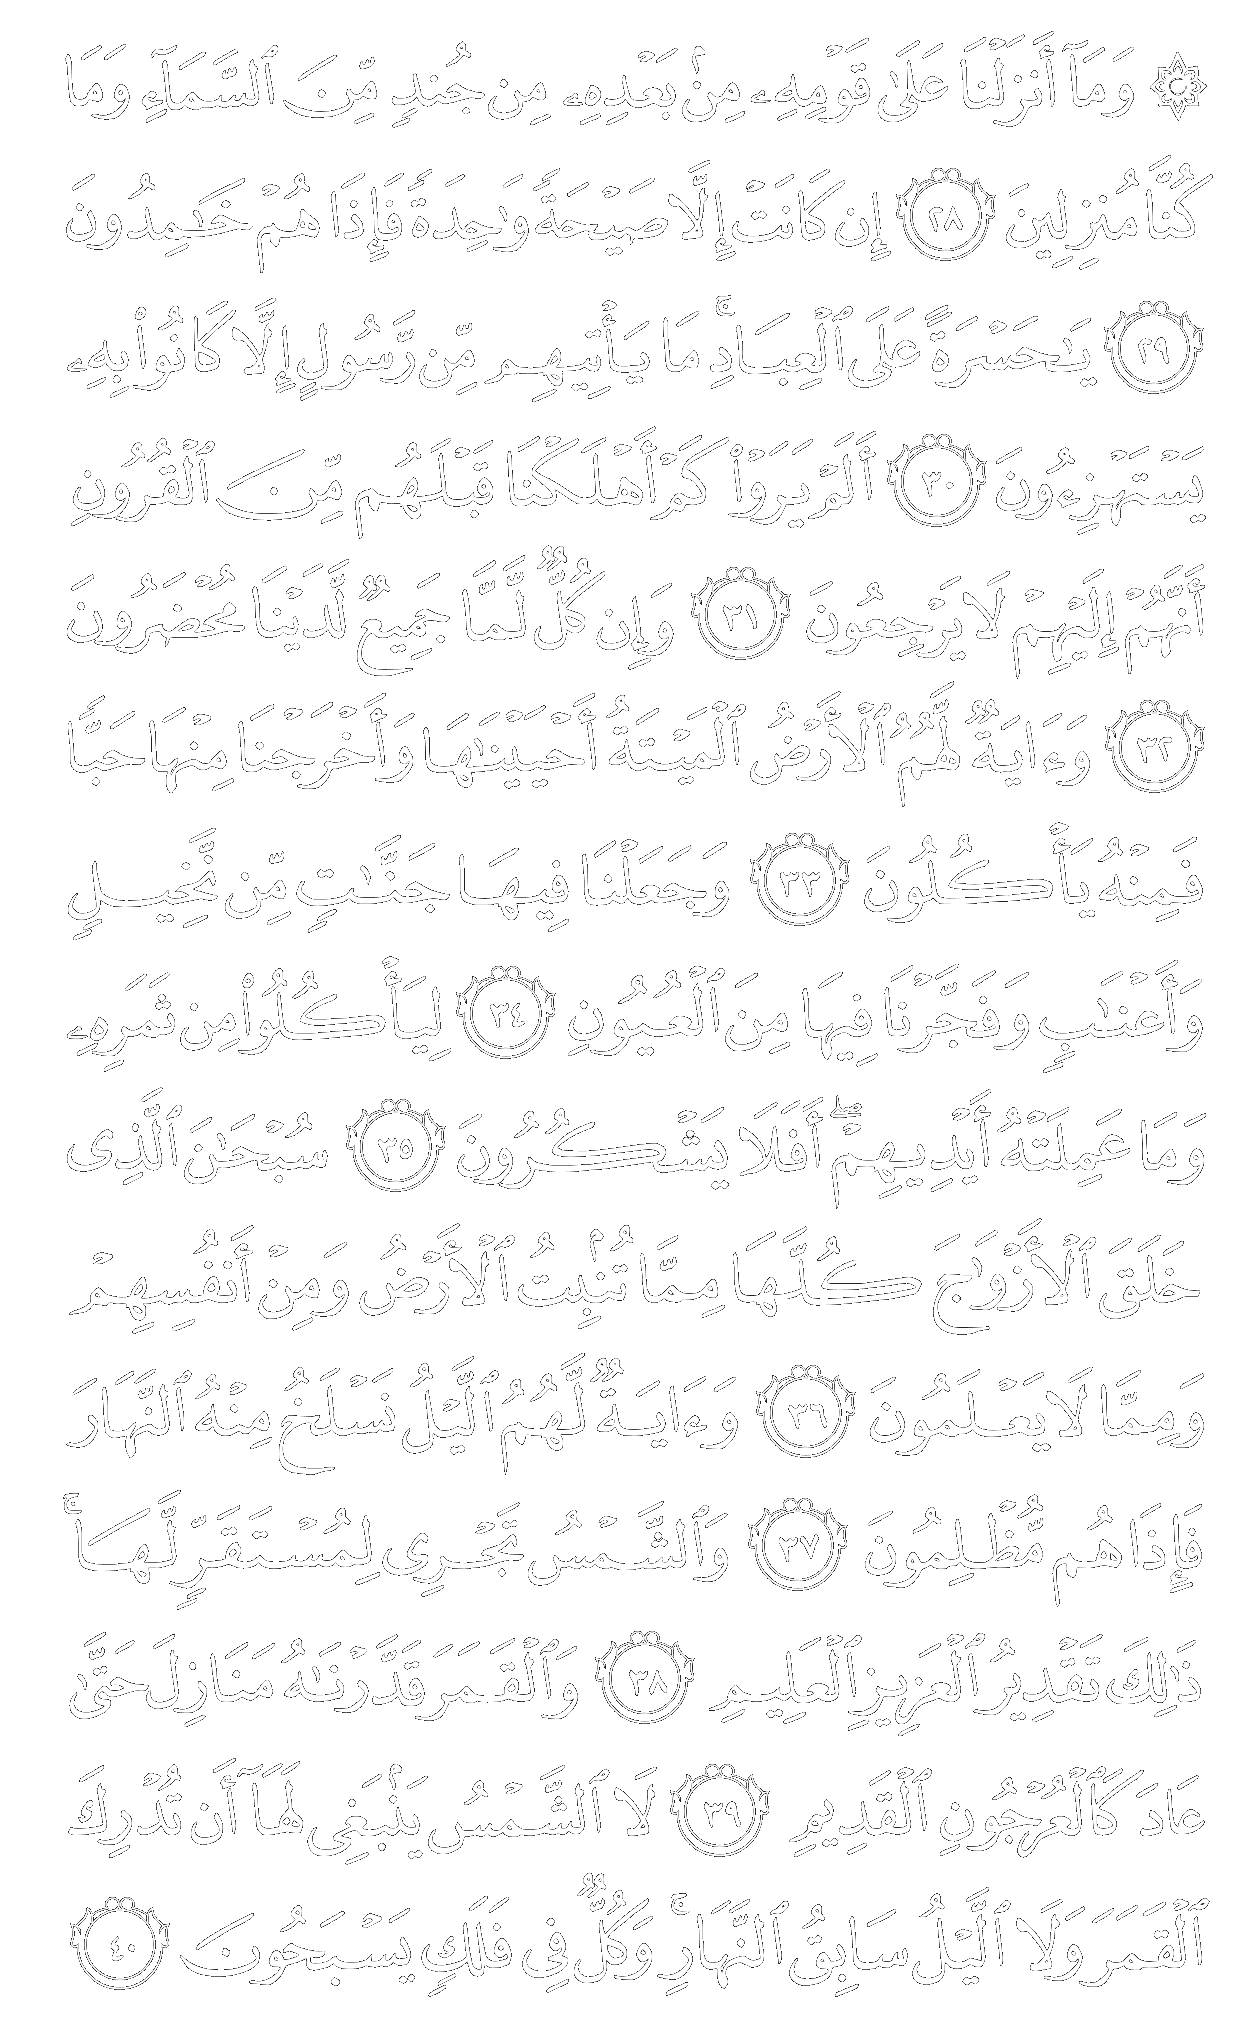 ۞ وَمَآ أَنزَلْنَا عَلَىٰ قَوْمِهِۦ مِنۢ بَعْدِهِۦ مِن جُندٍ مِّنَ ٱلسَّمَآءِ وَمَا
كُنَّا مُنزِلِينَ ٢٨ إِن كَانَتْ إِلَّا صَيْحَةً وَٰحِدَةً فَإِذَا هُمْ خَـٰمِدُونَ
٢٩ يَـٰحَسْرَةً عَلَى ٱلْعِبَادِ ۚ مَا يَأْتِيهِم مِّن رَّسُولٍ إِلَّا كَانُوا۟ بِهِۦ
يَسْتَهْزِءُونَ ٣٠ أَلَمْ يَرَوْا۟ كَمْ أَهْلَكْنَا قَبْلَهُم مِّنَ ٱلْقُرُونِ
أَنَّهُمْ إِلَيْهِمْ لَا يَرْجِعُونَ ٣١ وَإِن كُلٌّ لَّمَّا جَمِيعٌ لَّدَيْنَا مُحْضَرُونَ
٣٢ وَءَايَةٌ لَّهُمُ ٱلْأَرْضُ ٱلْمَيْتَةُ أَحْيَيْنَـٰهَا وَأَخْرَجْنَا مِنْهَا حَبًّا
فَمِنْهُ يَأْكُلُونَ ٣٣ وَجَعَلْنَا فِيهَا جَنَّـٰتٍ مِّن نَّخِيلٍ
وَأَعْنَـٰبٍ وَفَجَّرْنَا فِيهَا مِنَ ٱلْعُيُونِ ٣٤ لِيَأْكُلُوا۟ مِن ثَمَرِهِۦ
وَمَا عَمِلَتْهُ أَيْدِيهِمْ ۖ أَفَلَا يَشْكُرُونَ ٣٥ سُبْحَـٰنَ ٱلَّذِى
خَلَقَ ٱلْأَزْوَٰجَ كُلَّهَا مِمَّا تُنۢبِتُ ٱلْأَرْضُ وَمِنْ أَنفُسِهِمْ
وَمِمَّا لَا يَعْلَمُونَ ٣٦ وَءَايَةٌ لَّهُمُ ٱلَّيْلُ نَسْلَخُ مِنْهُ ٱلنَّهَارَ
فَإِذَا هُم مُّظْلِمُونَ ٣٧ وَٱلشَّمْسُ تَجْرِى لِمُسْتَقَرٍّ لَّهَا ۚ
ذَٰلِكَ تَقْدِيرُ ٱلْعَزِيزِ ٱلْعَلِيمِ ٣٨ وَٱلْقَمَرَ قَدَّرْنَـٰهُ مَنَازِلَ حَتَّىٰ
عَادَ كَٱلْعُرْجُونِ ٱلْقَدِيمِ ٣٩ لَا ٱلشَّمْسُ يَنۢبَغِى لَهَآ أَن تُدْرِكَ
ٱلْقَمَرَ وَلَا ٱلَّيْلُ سَابِقُ ٱلنَّهَارِ ۚ وَكُلٌّ فِى فَلَكٍ يَسْبَحُونَ ٤٠